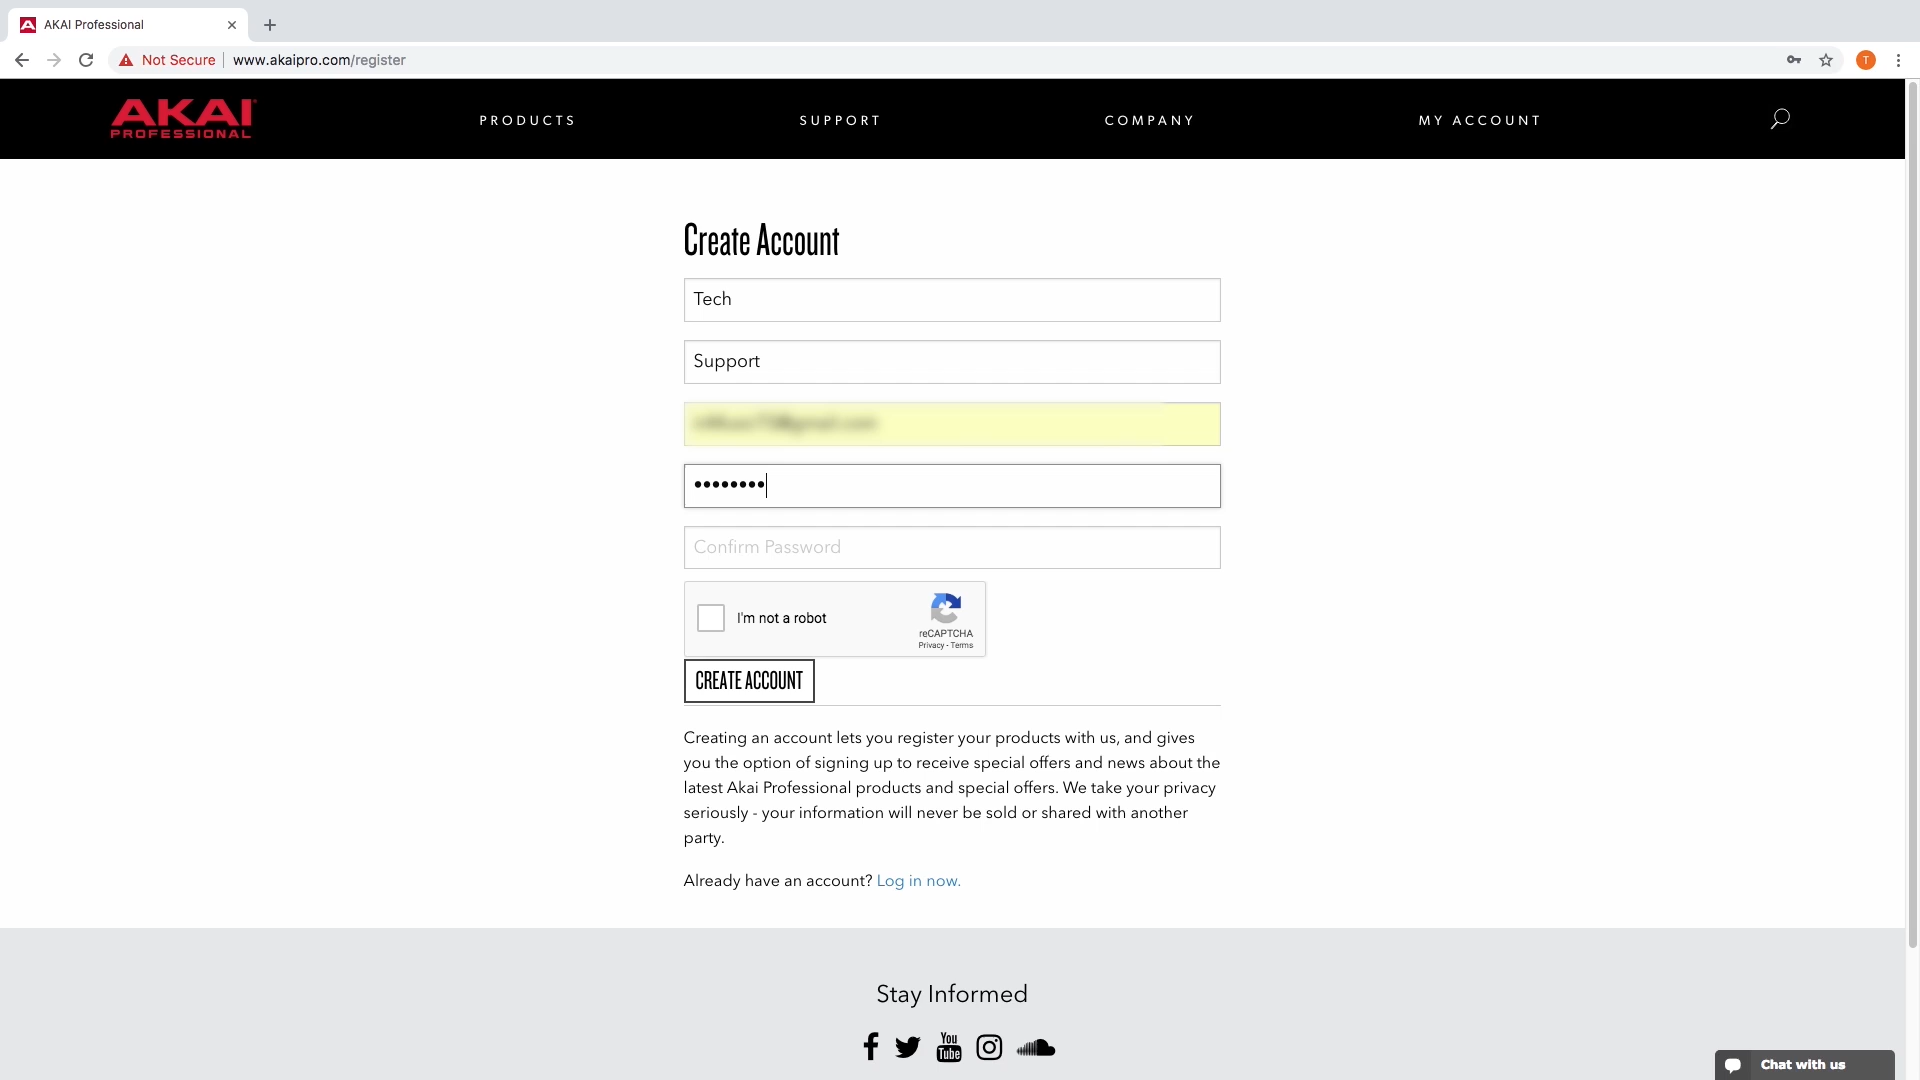 AKAI Professional
Not Secure www.akaipro.com/register
T
AKAI
PROFESSIONAL
PRODUCTS
SUPPORT
COMPANY
MY ACCOUNT
Create Account
Tech
Support
••••••••
Confirm Password
I'm not a robot
reCAPTCHA
Privacy - Terms
CREATE ACCOUNT
Creating an account lets you register your products with us, and gives
you the option of signing up to receive special offers and news about the
latest Akai Professional products and special offers. We take your privacy
seriously - your information will never be sold or shared with another
party.
Already have an account? Log in now.
Stay Informed
You
Tube
Chat with us